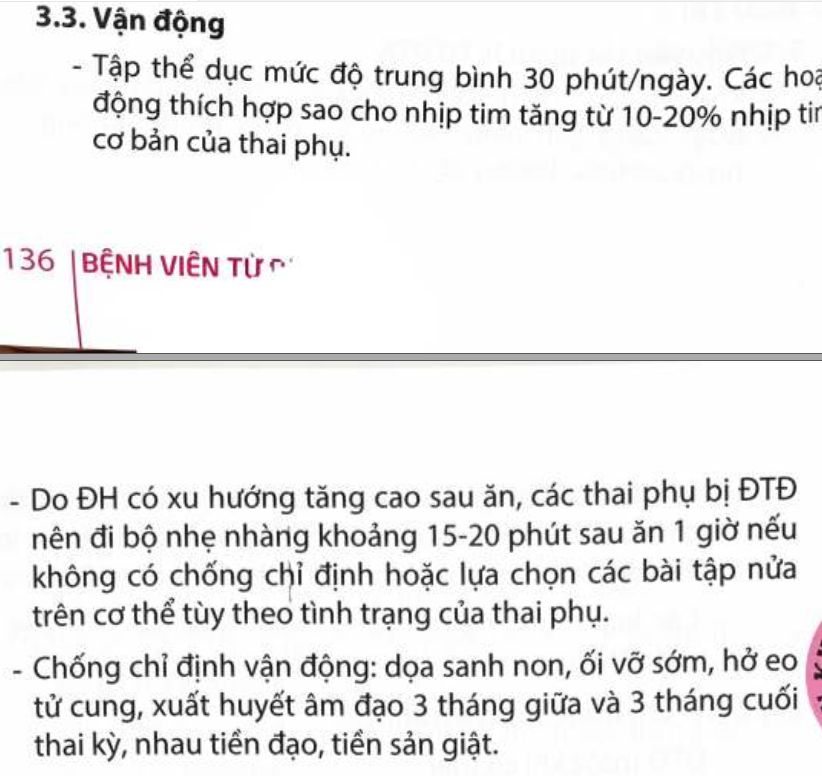 3.3. Vận động
- Tập thể dục mức độ trung bình 30 phút/ngày. Các
động thích hợp sao cho nhịp tim tăng từ 10-20% nhịp
cơ bản của thai phụ.
136 | BỆNH VIỆN TỪ
- Do ĐH có xu hướng tăng cao sau ăn, các thai phụ bị ĐTĐ
nên đi bộ nhẹ nhàng khoảng 15-20 phút sau ăn 1 giờ nếu
không có chống chỉ định hoặc lựa chọn các bài tập nửa
trên cơ thể tùy theo tình trạng của thai phụ.
- Chống chỉ định vận động: dọa sanh non, ối vỡ sớm, hở eo
tử cung, xuất huyết âm đạo 3 tháng giữa và 3 tháng cuối
thai kỳ, nhau tiền đạo, tiền sản giật.